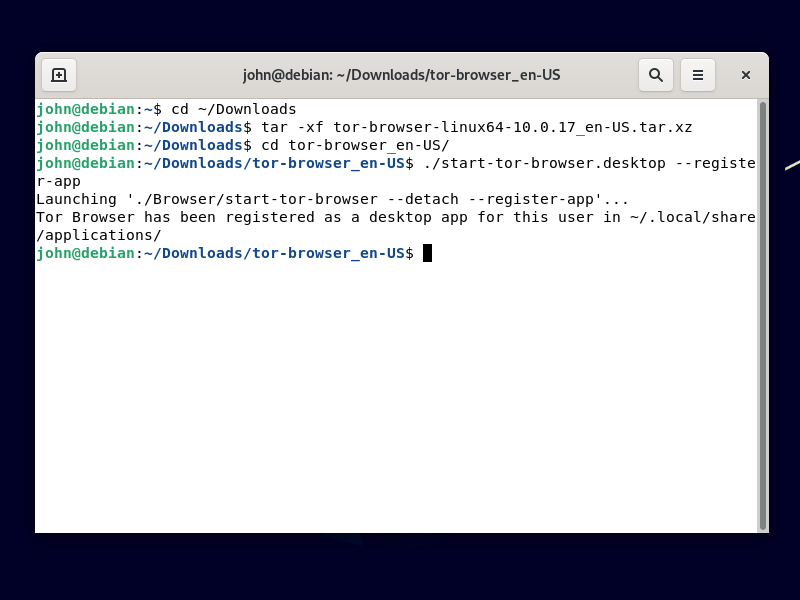 john@debian: ~/Downloads/tor-browser_en-US
john@debian:~$ cd ~/Downloads
john@debian:~/Downloads$ tar -xf tor-browser-linux64-10.0.17_en-US.tar.xz
john@debian:~/Downloads$ cd tor-browser_en-US/
john@debian:~/Downloads/tor-browser_en-US$ ./start-tor-browser.desktop --registe
r-app
Launching './Browser/start-tor-browser --detach --register-app'...
Tor Browser has been registered as a desktop app for this user in ~/.local/share
/applications/
john@debian:~/Downloads/tor-browser_en-US$